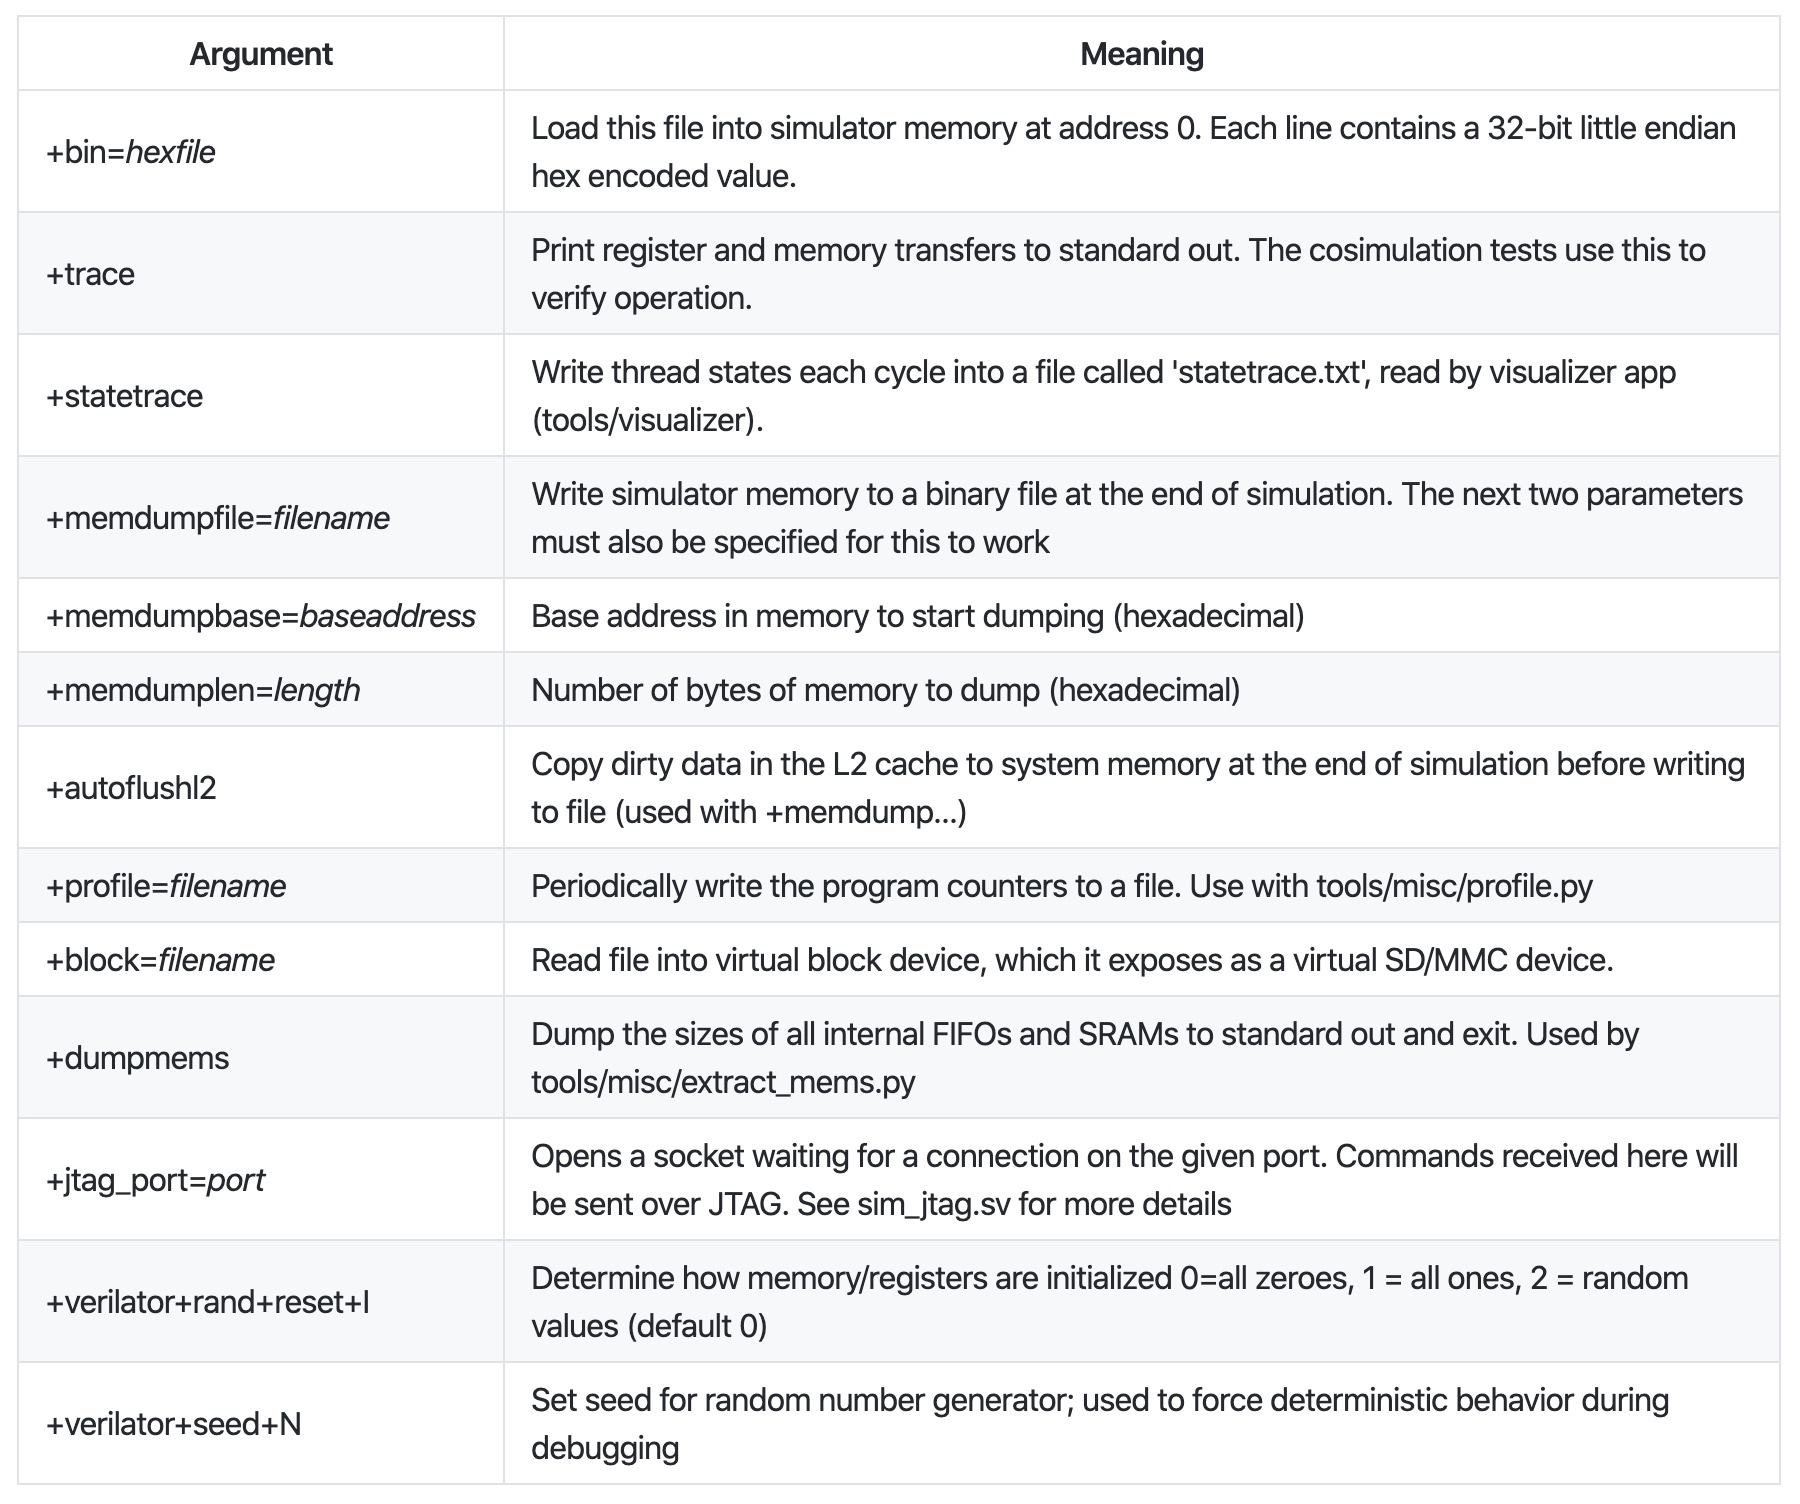 Argument
Meaning
+bin=hexfile
Load this file into simulator memory at address 0. Each line contains a 32-bit little endian
hex encoded value.
+trace
Print register and memory transfers to standard out. The cosimulation tests use this to
verify operation.
+statetrace
Write thread states each cycle into a file called 'statetrace.txt', read by visualizer app
(tools/visualizer).
+memdumpfile=filename
Write simulator memory to a binary file at the end of simulation. The next two parameters
must also be specified for this to work
+memdumpbase=baseaddress
Base address in memory to start dumping (hexadecimal)
+memdumplen=length
Number of bytes of memory to dump (hexadecimal)
+autoflushl2
Copy dirty data in the L2 cache to system memory at the end of simulation before writing
to file (used with +memdump...)
+profile=filename
Periodically write the program counters to a file. Use with tools/misc/profile.py
+block=filename
Read file into virtual block device, which it exposes as a virtual SD/MMC device.
+dumpmems
Dump the sizes of all internal FIFOs and SRAMs to standard out and exit. Used by
tools/misc/extract_mems.py
+jtag_port=port
Opens a socket waiting for a connection on the given port. Commands received here will
be sent over JTAG. See sim_jtag.sv for more details
+verilator+rand+reset+I
Determine how memory/registers are initialized 0=all zeroes, 1 = all ones, 2 = random
values (default 0)
+verilator+seed+N
Set seed for random number generator; used to force deterministic behavior during
debugging